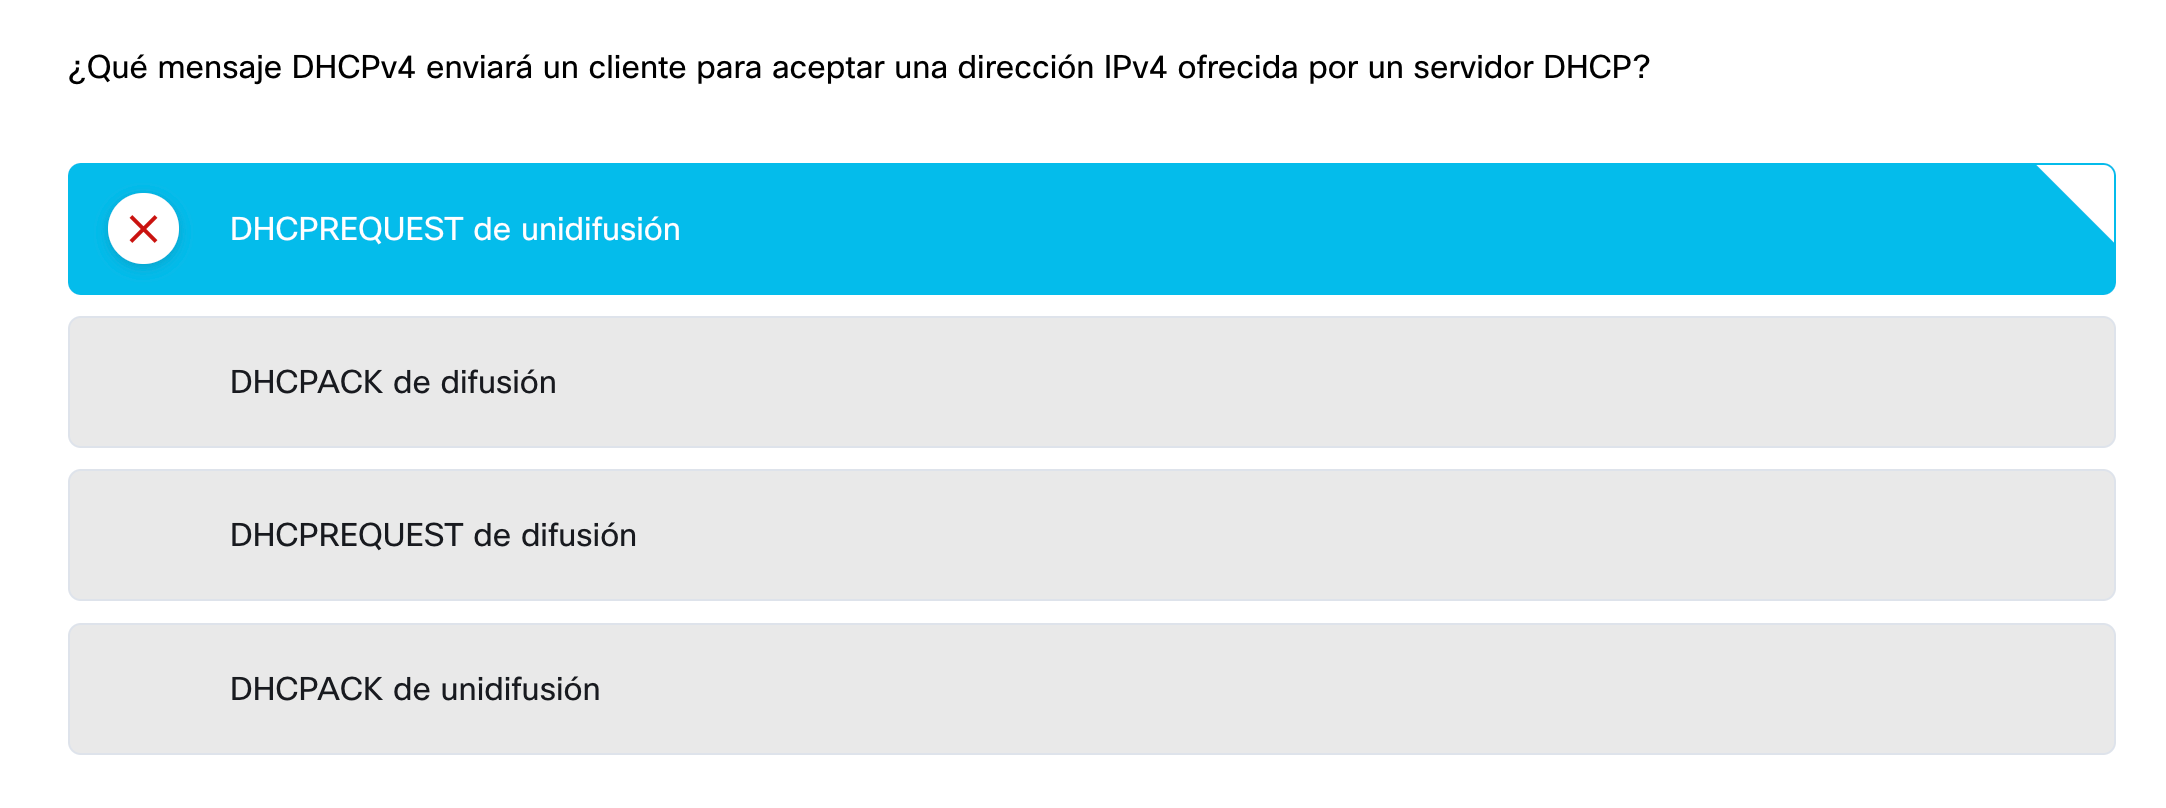 ¿Qué mensaje DHCPv4 enviará un cliente para aceptar una dirección IPv4 ofrecida por un servidor DHCP?
DHCPREQUEST de unidifusión
DHCPACK de difusión
DHCPREQUEST de difusión
DHCPACK de unidifusión